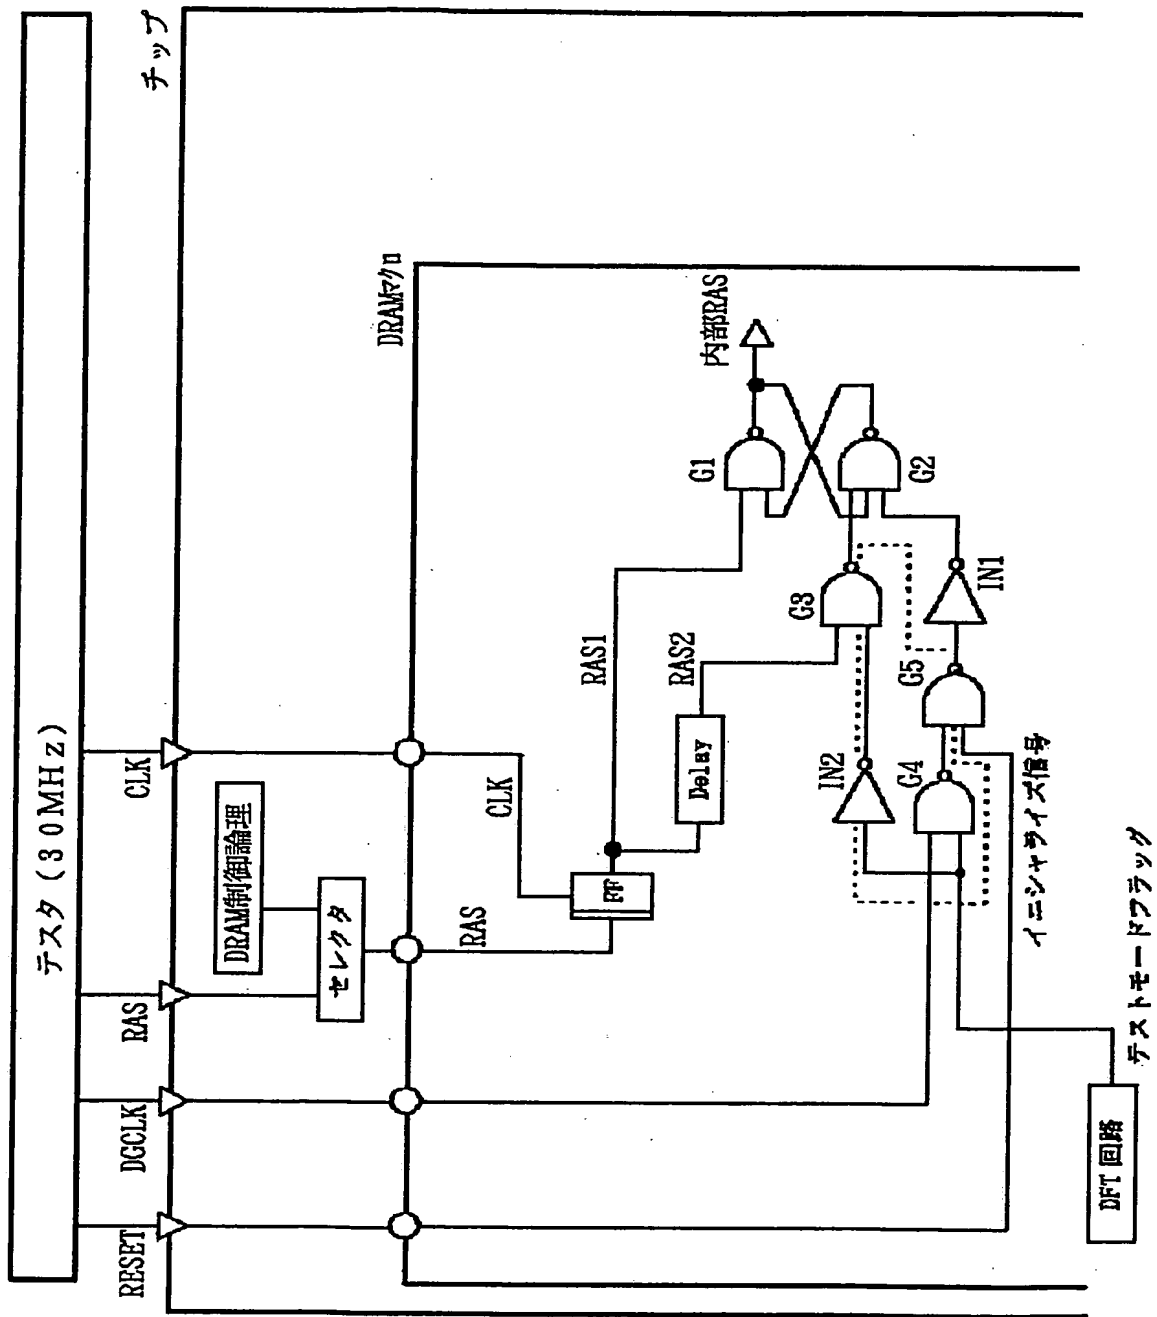 テスタ(30MHz)
RESET
DGCLK
RAS
CLK
チップ
DRAM制御論理
セレクタ
DRAMマクロ
RAS
CLK
FF
RAS1
Delay
RAS2
内部RAS
G1
G2
G3
IN2
G4
G5
IN1
イニシャライズ信号
DFT回路
テストモードフラッグ